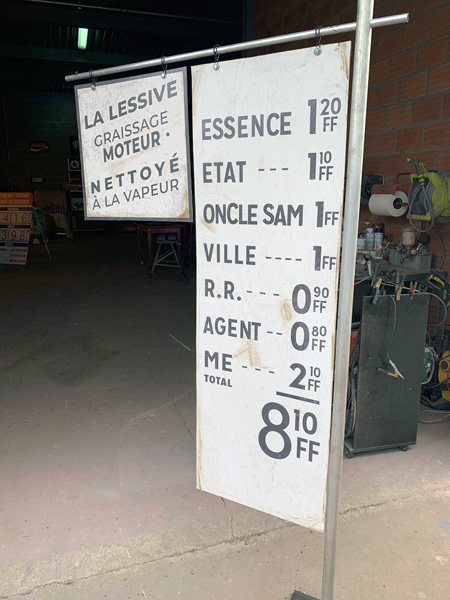 LA LESSIVE
GRAISSAGE
MOTEUR •
NETTOYÉ
À LA VAPEUR
ESSENCE 1 20 FF
ETAT --- 1 10 FF
ONCLE SAM 1 FF
VILLE ---- 1 FF
R.R. --- 0 90 FF
AGENT -- 0 80 FF
ME --- 2 10 FF
TOTAL
8 10 FF